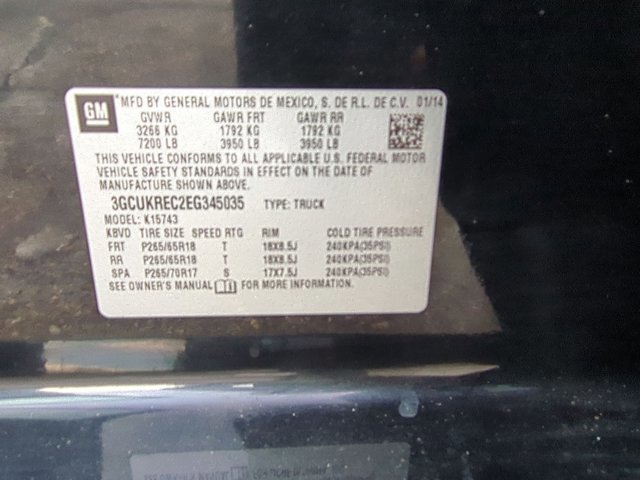 GM
MFD BY GENERAL MOTORS DE MEXICO, S. DE R.L. DE C.V. 01/14
GVWR GAWR FRT GAWR RR
3266 KG 1792 KG 1792 KG
7200 LB 3950 LB 3950 LB
THIS VEHICLE CONFORMS TO ALL APPLICABLE U.S. FEDERAL MOTOR
VEHICLE SAFETY STANDARDS IN EFFECT ON THE DATE OF
MANUFACTURE SHOWN ABOVE.
3GCUKREC2EG345035 TYPE: TRUCK
MODEL: K15743
KBVD TIRE SIZE SPEED RTG RIM COLD TIRE PRESSURE
FRT P265/65R18 T 18X8.5J 240KPA(35PSI)
RR P265/65R18 T 18X8.5J 240KPA(35PSI)
SPA P265/70R17 S 17X7.5J 240KPA(35PSI)
SEE OWNER'S MANUAL FOR MORE INFORMATION.